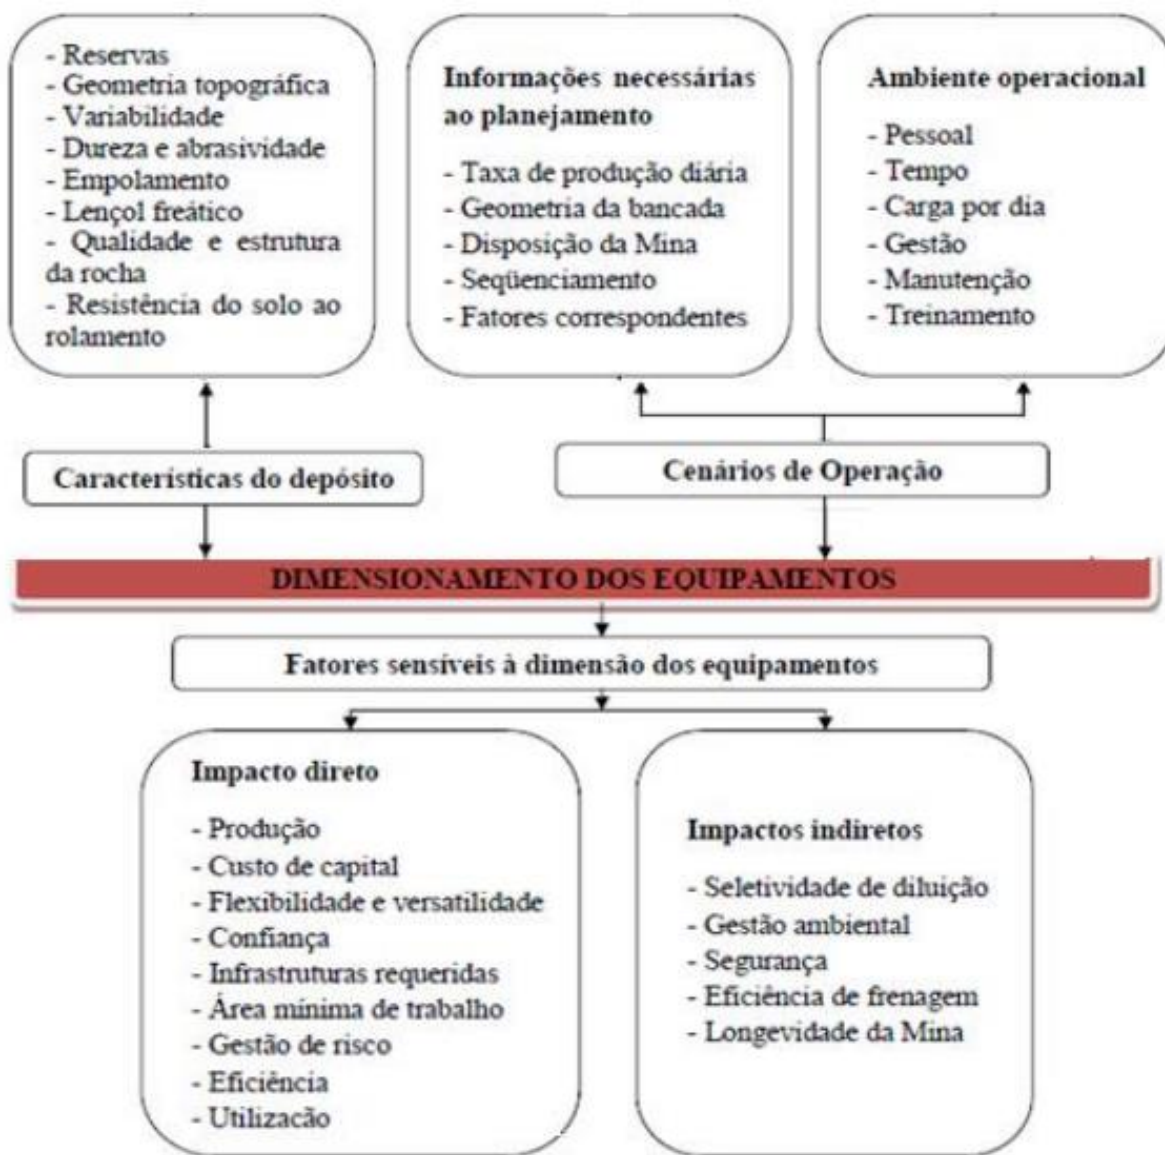 - Reservas
- Geometria topográfica
- Variabilidade
- Dureza e abrasividade
- Empolamento
- Lençol freático
- Qualidade e estrutura
da rocha
- Resistência do solo ao
rolamento
Informações necessárias
ao planejamento
- Taxa de produção diária
- Geometria da bancada
- Disposição da Mina
- Seqüenciamento
- Fatores correspondentes
Ambiente operacional
- Pessoal
- Tempo
- Carga por dia
- Gestão
- Manutenção
- Treinamento
Características do depósito
Cenários de Operação
DIMENSIONAMENTO DOS EQUIPAMENTOS
Fatores sensíveis à dimensão dos equipamentos
Impacto direto
- Produção
- Custo de capital
- Flexibilidade e versatilidade
- Confiança
- Infrastruturas requeridas
- Área mínima de trabalho
- Gestão de risco
- Eficiência
- Utilizacão
Impactos indiretos
- Seletividade de diluição
- Gestão ambiental
- Segurança
- Eficiência de frenagem
- Longevidade da Mina